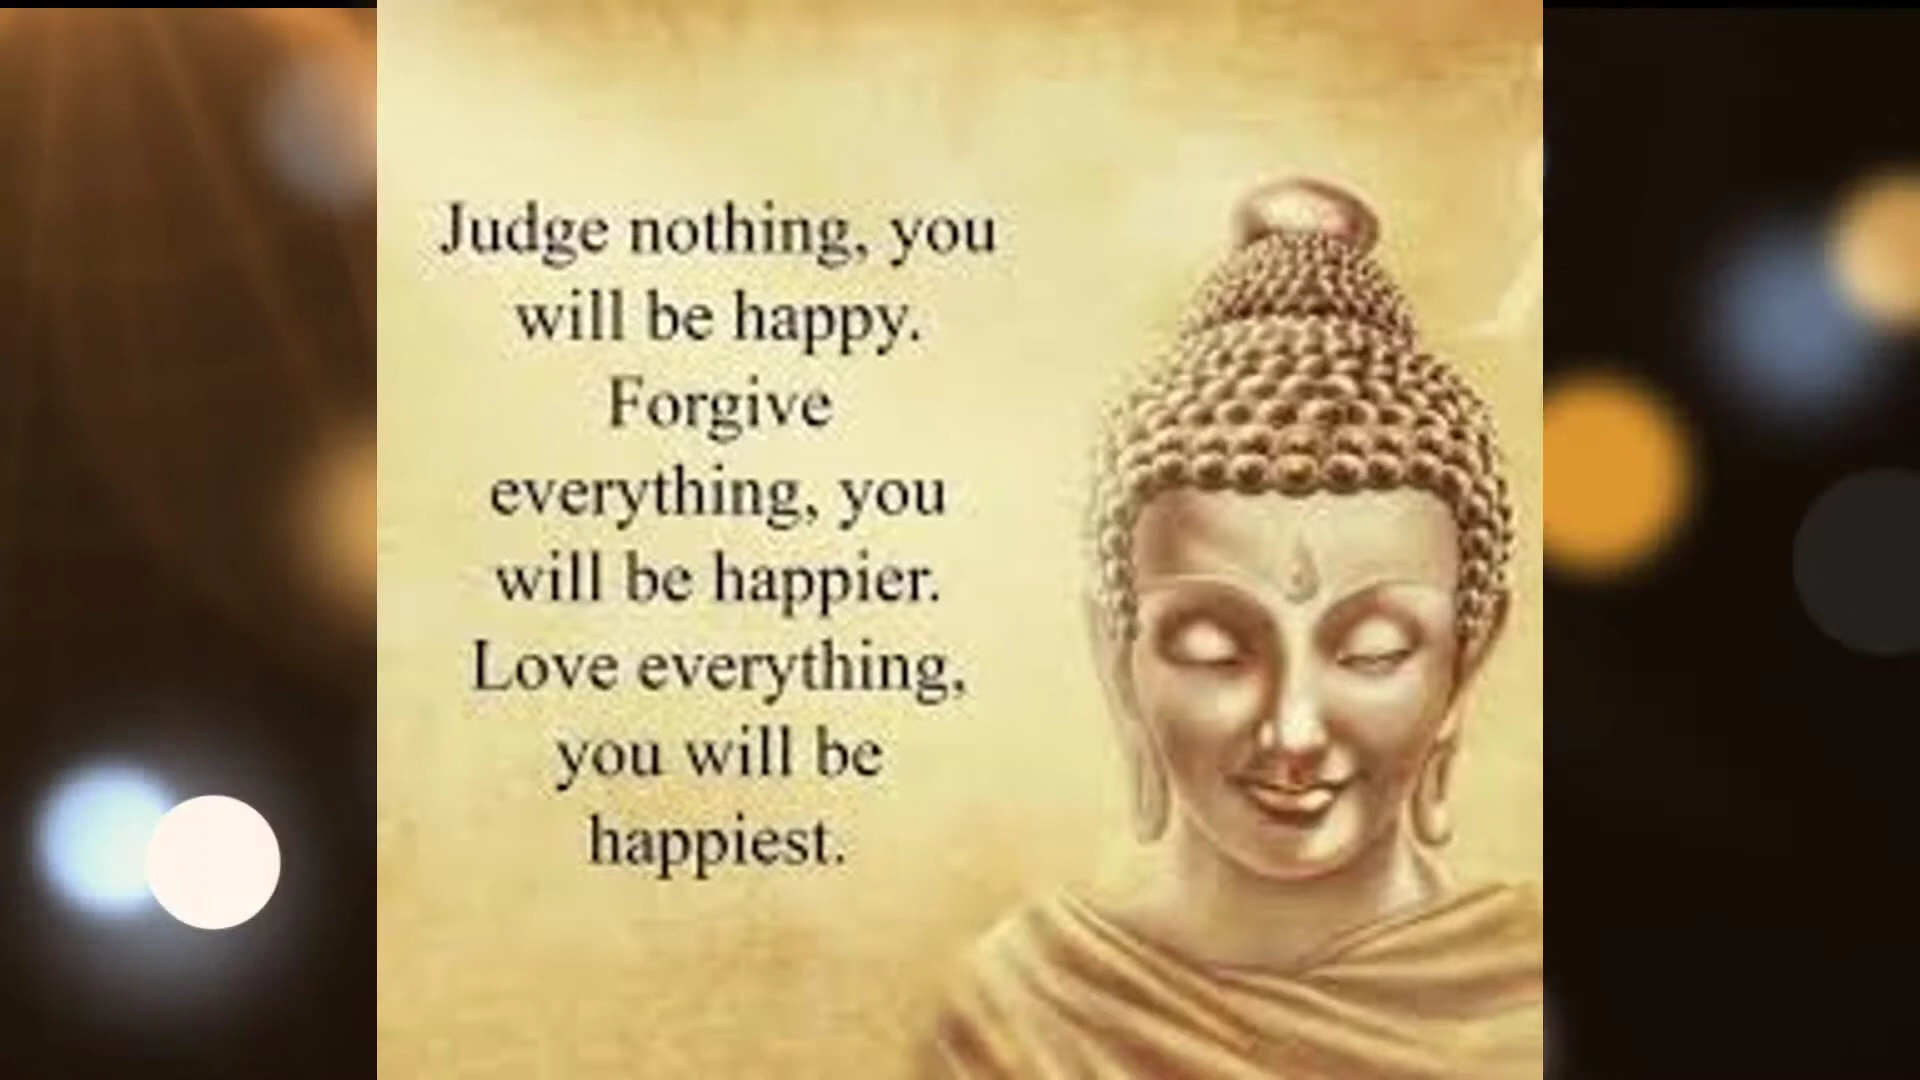 Judge nothing, you
will be happy.
Forgive
everything, you
will be happier.
Love everything,
you will be
happiest.